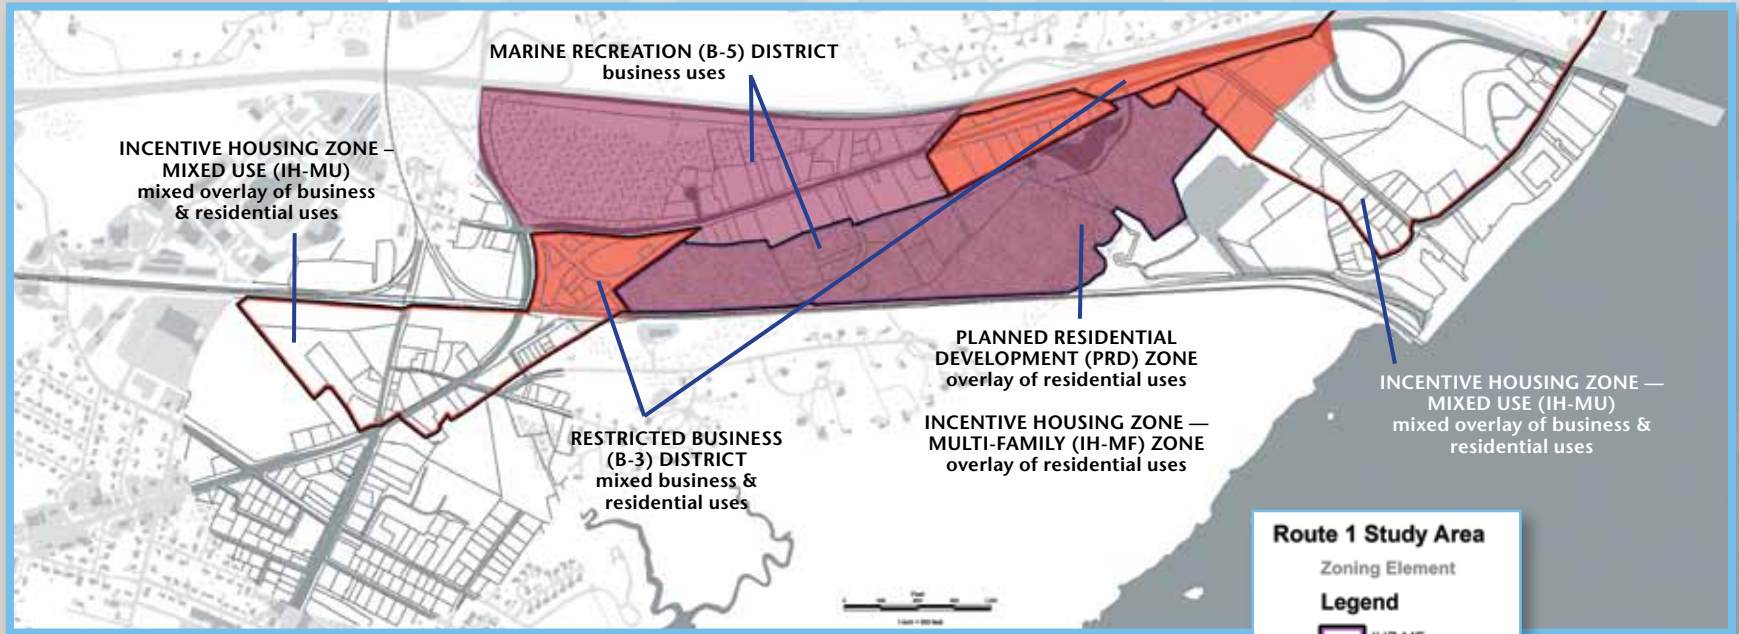 MARINE RECREATION (B-5) DISTRICT
business uses
INCENTIVE HOUSING ZONE –
MIXED USE (IH-MU)
mixed overlay of business
& residential uses
PLANNED RESIDENTIAL
DEVELOPMENT (PRD) ZONE
overlay of residential uses
INCENTIVE HOUSING ZONE —
MULTI-FAMILY (IH-MF) ZONE
overlay of residential uses
INCENTIVE HOUSING ZONE —
MIXED USE (IH-MU)
mixed overlay of business &
residential uses
RESTRICTED BUSINESS
(B-3) DISTRICT
mixed business &
residential uses
Route 1 Study Area
Zoning Element
Legend